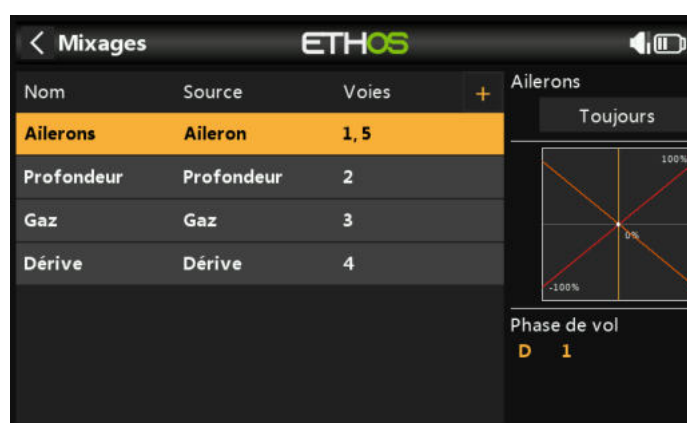 Mixages ETHOS
Nom Source Voies + Ailerons
Toujours
Ailerons Aileron 1, 5
100%
Profondeur Profondeur 2
Gaz Gaz 3
0%
Dérive Dérive 4
-100%
Phase de vol
D 1